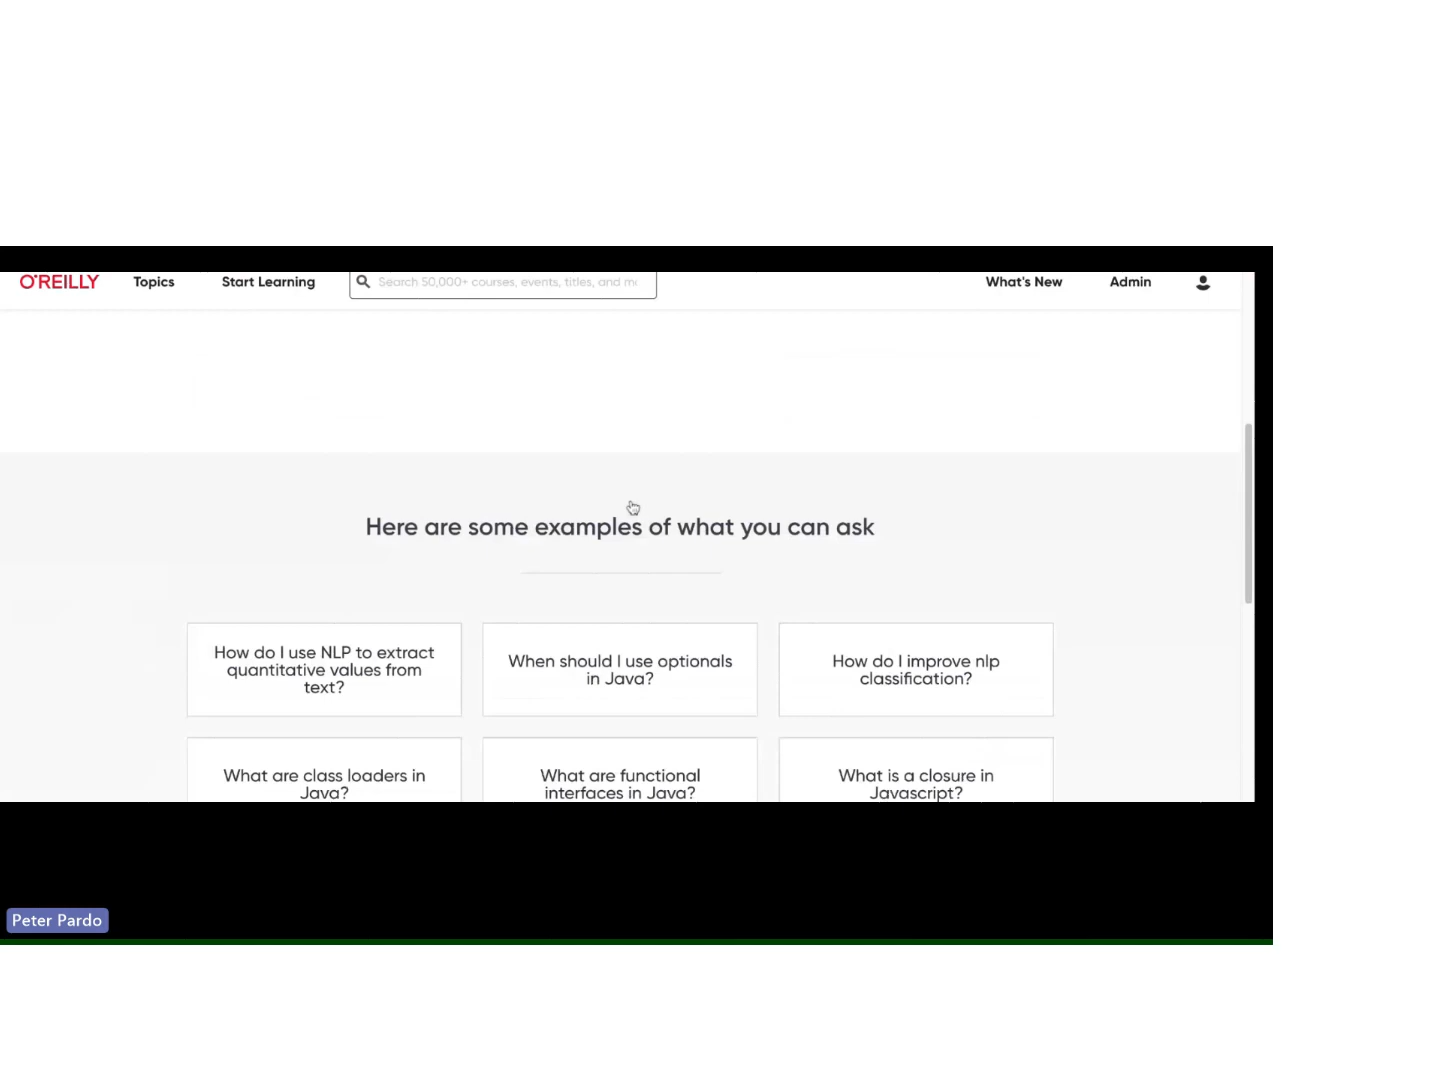 O'REILLY Topics Start Learning Search 50,000+ courses, events, titles, and mo What's New Admin
Here are some examples of what you can ask
How do I use NLP to extract
quantitative values from
text?
When should I use optionals
in Java?
How do I improve nlp
classification?
What are class loaders in
Java?
What are functional
interfaces in Java?
What is a closure in
Javascript?
Peter Pardo